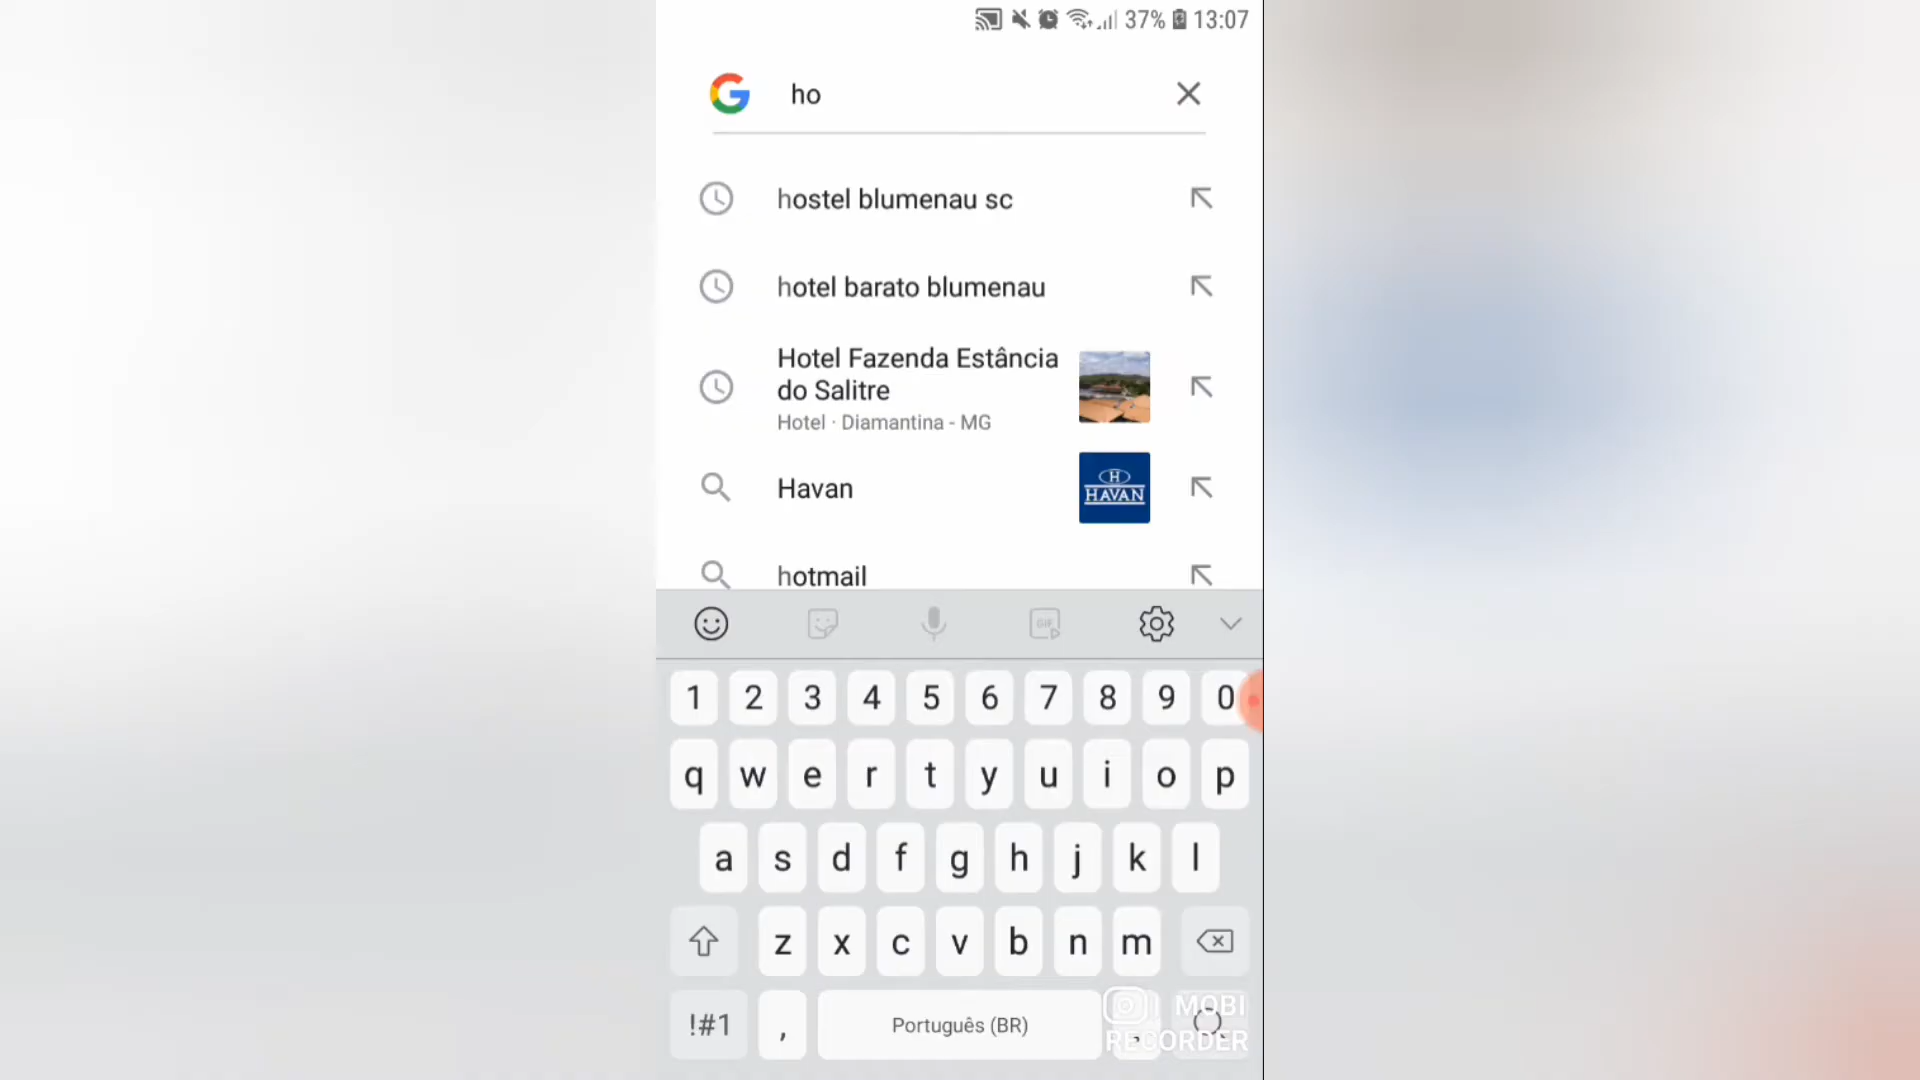 37% 13:07
ho
hostel blumenau sc
hotel barato blumenau
Hotel Fazenda Estância
do Salitre
Hotel · Diamantina - MG
H
HAVAN
Havan
hotmail
GIF
1 2 3 4 5 6 7 8 9 0
q w e r t y u i o p
a s d f g h j k l
z x c v b n m
!#1 , Português (BR) .
MOBI
RECORDER